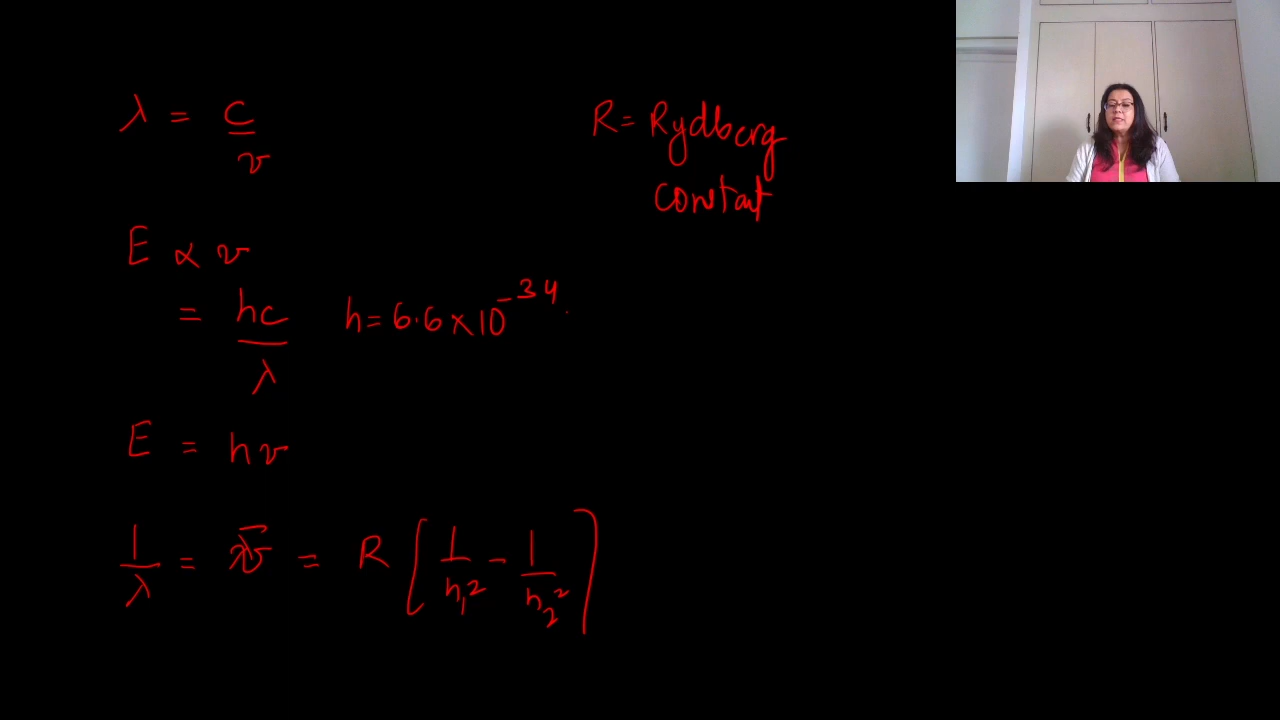 λ = c/ν
R = Rydberg
constant
E ∝ ν
= hc/λ h = 6.6 × 10⁻³⁴
E = hν
1/λ = ν̅ = R [1/n₁² - 1/n₂²]